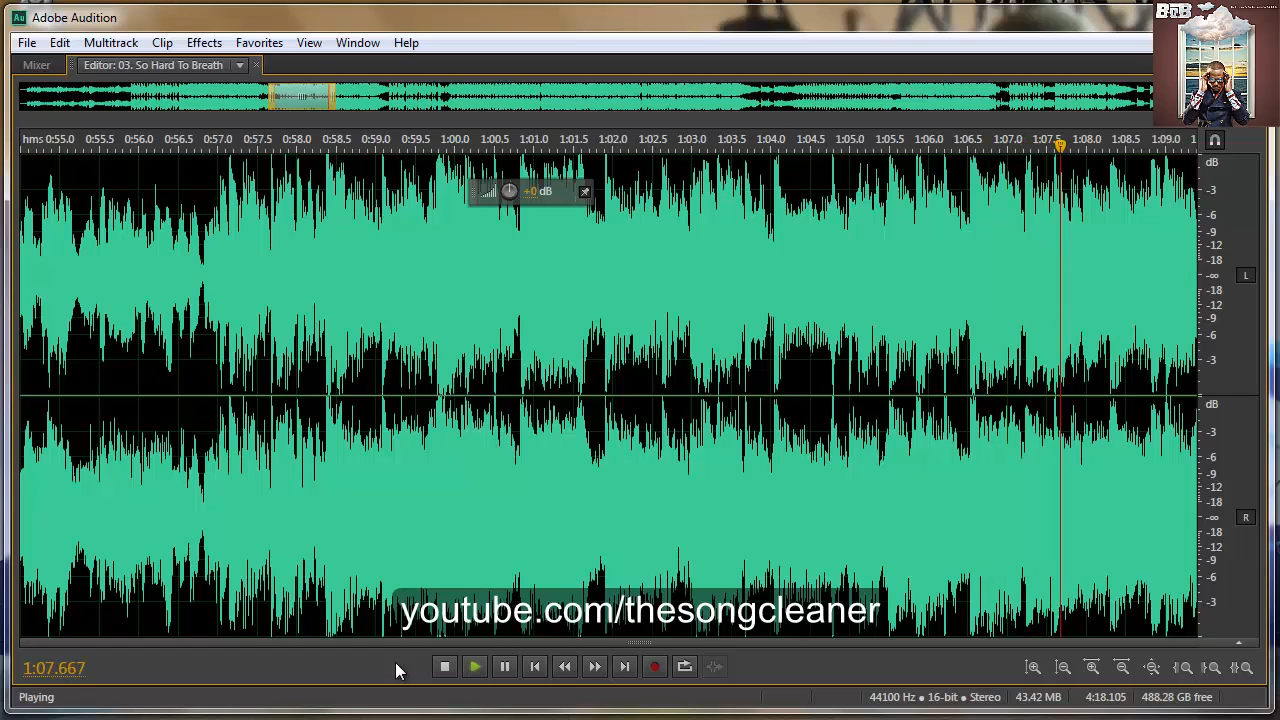 Au Adobe Audition
BOB
File Edit Multitrack Clip Effects Favorites View Window Help
Mixer Editor: 03. So Hard To Breath
hms 0:55.0 0:55.5 0:56.0 0:56.5 0:57.0 0:57.5 0:58.0 0:58.5 0:59.0 0:59.5 1:00.0 1:00.5 1:01.0 1:01.5 1:02.0 1:02.5 1:03.0 1:03.5 1:04.0 1:04.5 1:05.0 1:05.5 1:06.0 1:06.5 1:07.0 1:07.5 1:08.0 1:08.5 1:09.0 1
dB
-3
+0 dB
-6
-9
-12
-18
-∞ L
-18
-12
-9
-6
-3
dB
-3
-6
-9
-12
-18
-∞ R
-18
-12
-9
-6
-3
youtube.com/thesongcleaner
1:07.667
Playing 44100 Hz ● 16-bit ● Stereo 43.42 MB 4:18.105 488.28 GB free